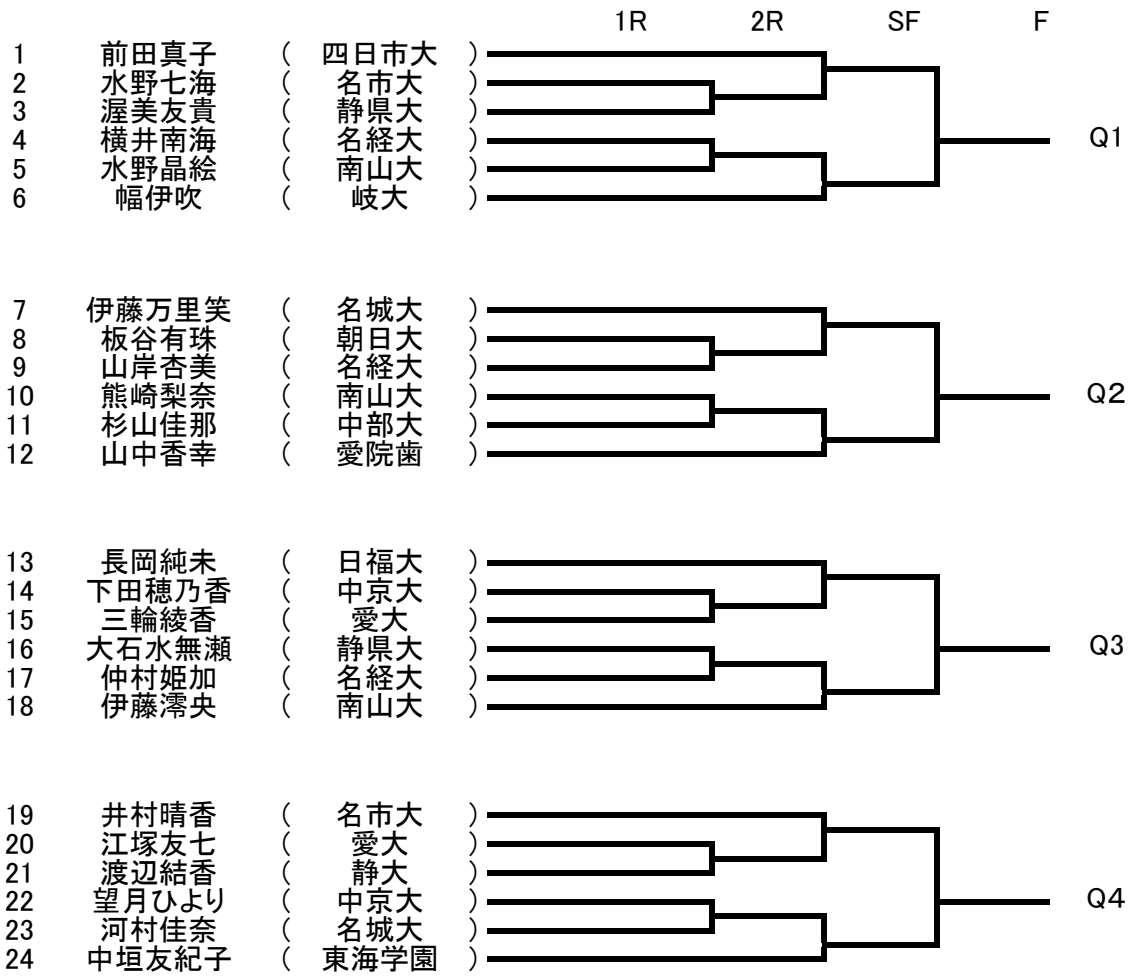 1R 2R SF F
1 前田真子 ( 四日市大 )
2 水野七海 ( 名市大 )
3 渥美友貴 ( 静県大 )
4 横井南海 ( 名経大 )
5 水野晶絵 ( 南山大 )
6 幅伊吹 ( 岐大 )
Q1
7 伊藤万里笑 ( 名城大 )
8 板谷有珠 ( 朝日大 )
9 山岸杏美 ( 名経大 )
10 熊崎梨奈 ( 南山大 )
11 杉山佳那 ( 中部大 )
12 山中香幸 ( 愛院歯 )
Q2
13 長岡純未 ( 日福大 )
14 下田穂乃香 ( 中京大 )
15 三輪綾香 ( 愛大 )
16 大石水無瀬 ( 静県大 )
17 仲村姫加 ( 名経大 )
18 伊藤澪央 ( 南山大 )
Q3
19 井村晴香 ( 名市大 )
20 江塚友七 ( 愛大 )
21 渡辺結香 ( 静大 )
22 望月ひより ( 中京大 )
23 河村佳奈 ( 名城大 )
24 中垣友紀子 ( 東海学園 )
Q4